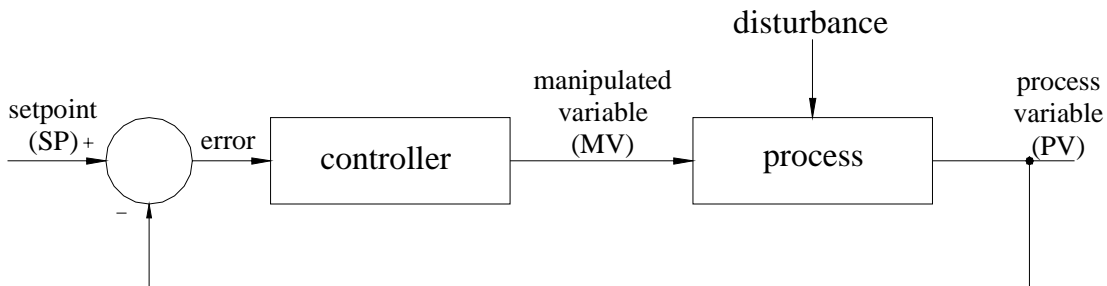 disturbance
setpoint
(SP) +
error
controller
manipulated
variable
(MV)
process
process
variable
(PV)
−